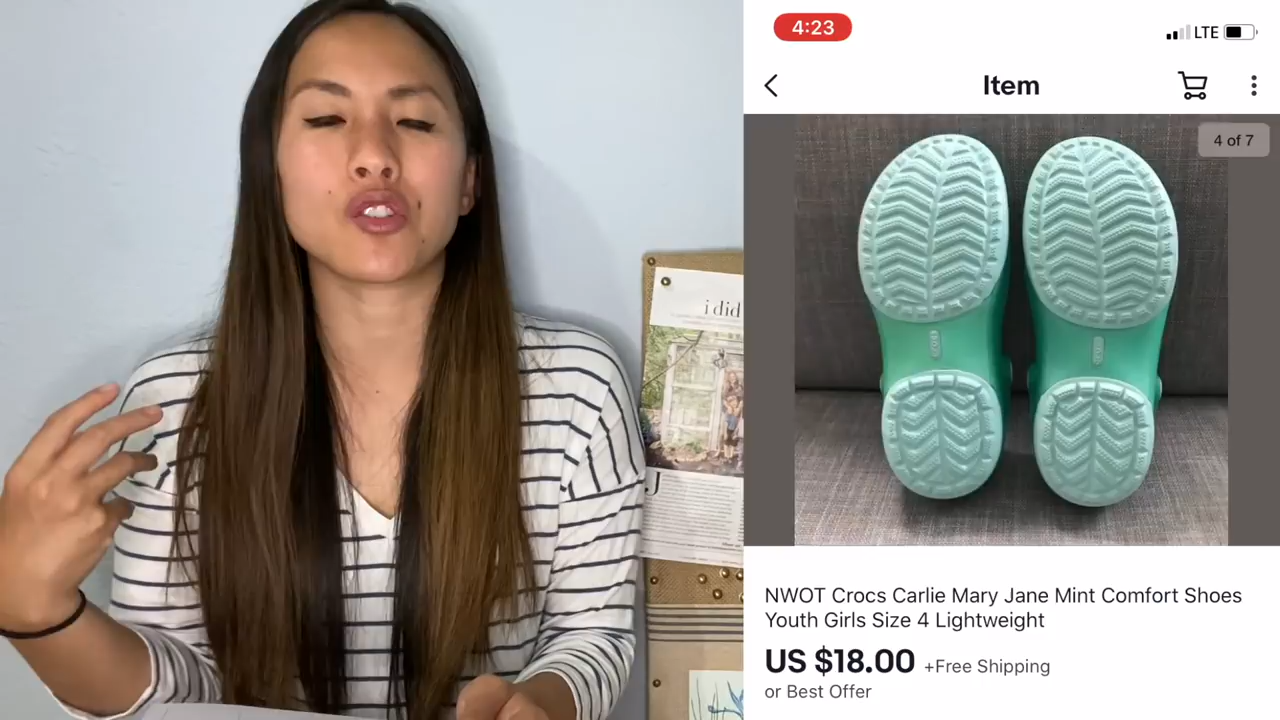 4:23
LTE
Item
4 of 7
i did
J
NWOT Crocs Carlie Mary Jane Mint Comfort Shoes
Youth Girls Size 4 Lightweight
US $18.00 +Free Shipping
or Best Offer